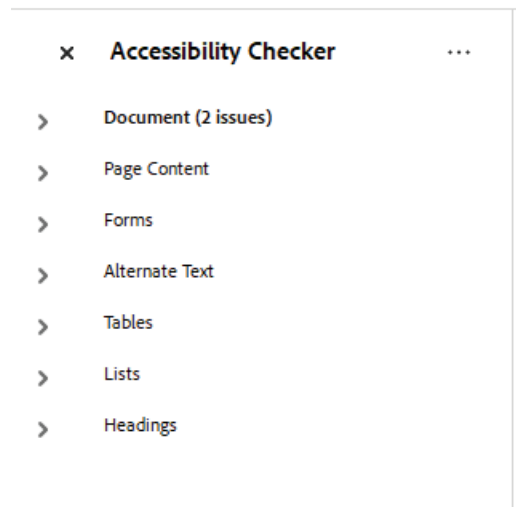 Accessibility Checker
Document (2 issues)
Page Content
Forms
Alternate Text
Tables
Lists
Headings